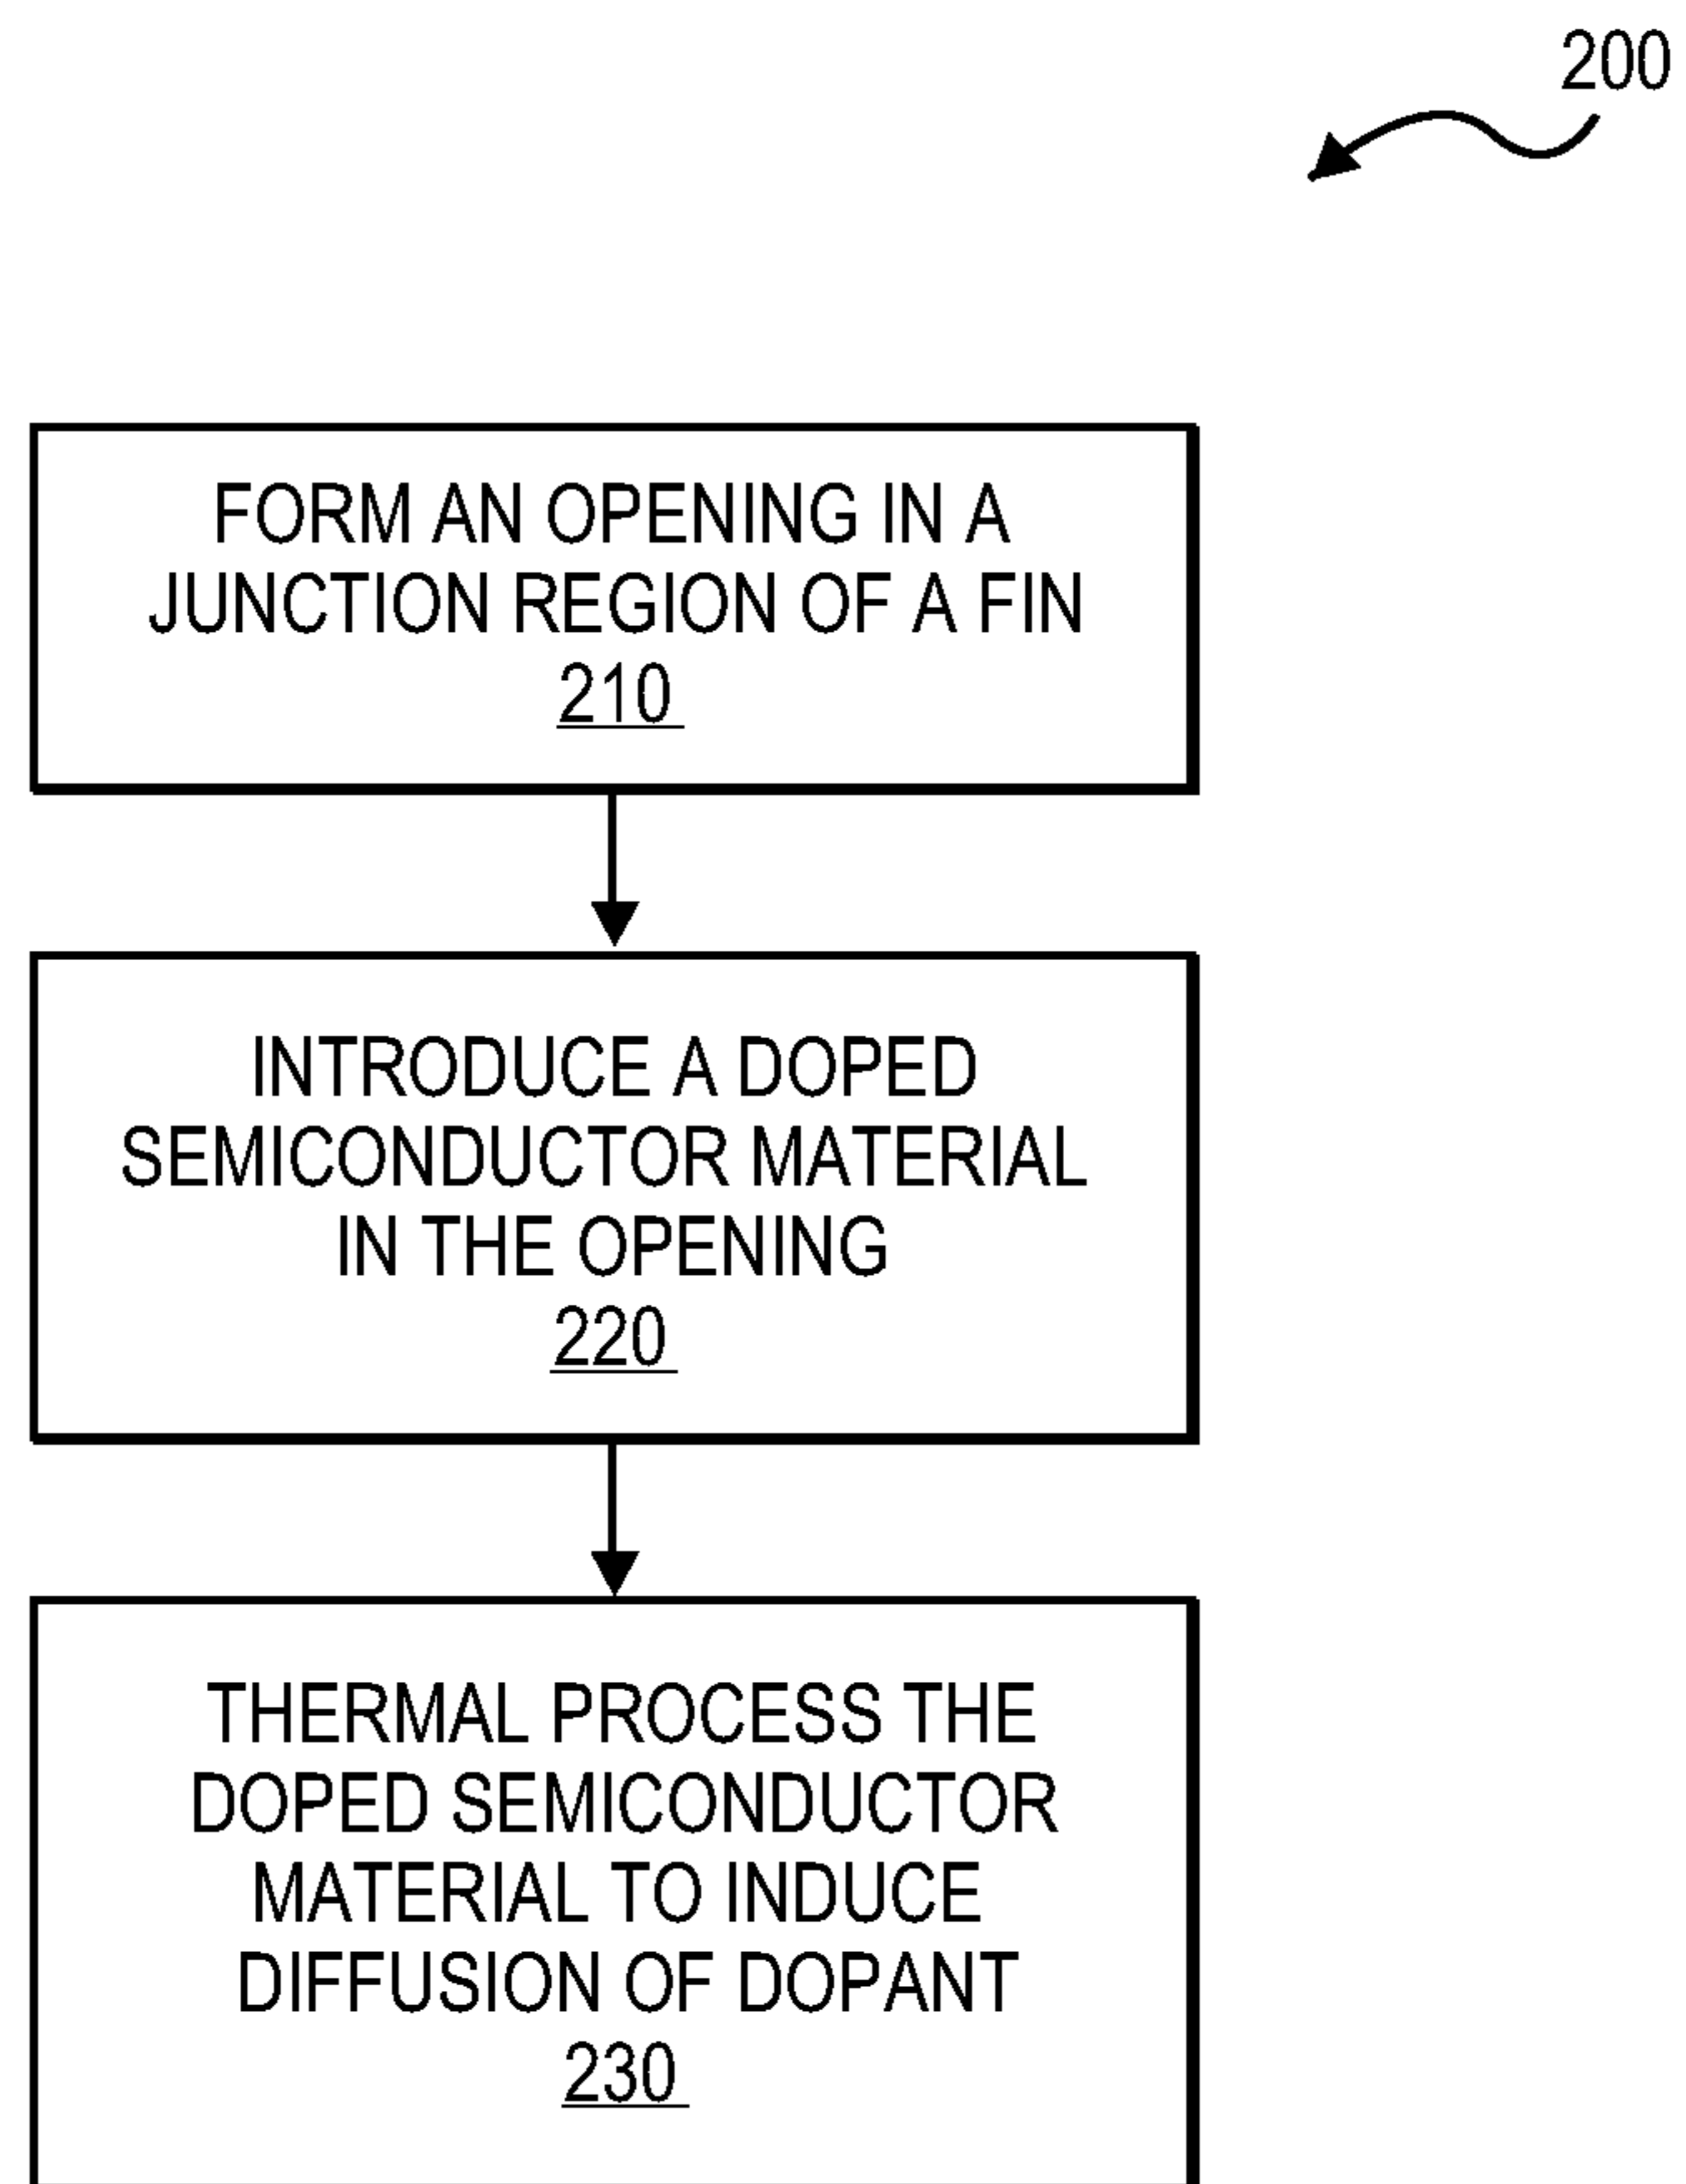 200
FORM AN OPENING IN A
JUNCTION REGION OF A FIN
210
INTRODUCE A DOPED
SEMICONDUCTOR MATERIAL
IN THE OPENING
220
THERMAL PROCESS THE
DOPED SEMICONDUCTOR
MATERIAL TO INDUCE
DIFFUSION OF DOPANT
230